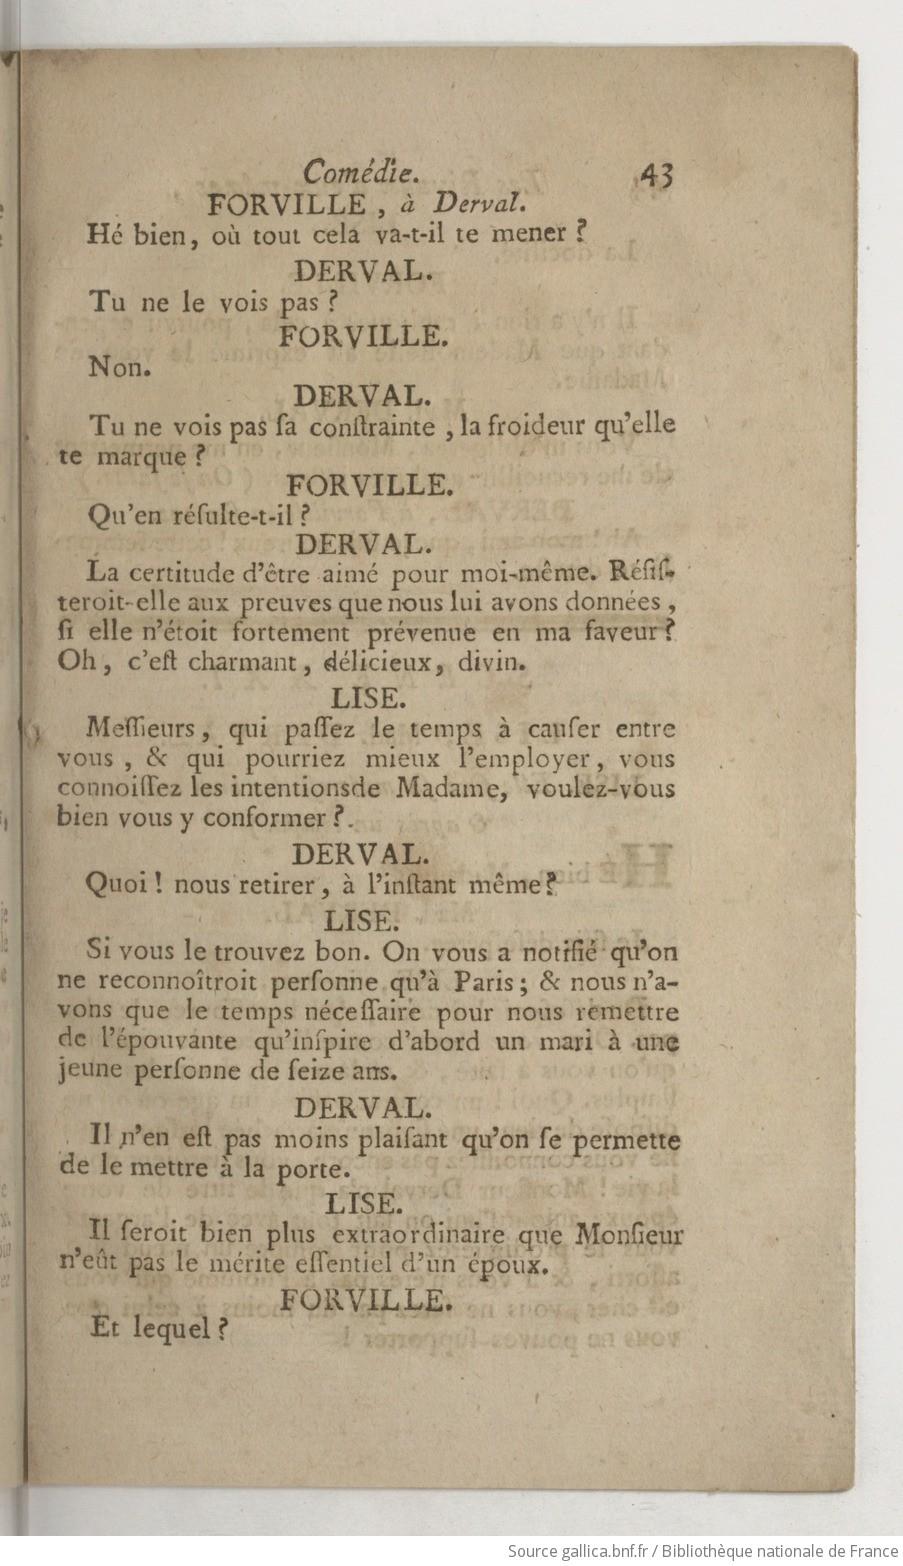 Comédie. 43
FORVILLE , à Derval.
Hé bien, où tout cela va-t-il te mener ?
DERVAL.
Tu ne le vois pas ?
FORVILLE.
Non.
DERVAL.
Tu ne vois pas ſa conſtrainte , la froideur qu'elle
te marque ?
FORVILLE.
Qu'en réſulte-t-il ?
DERVAL.
La certitude d'être aimé pour moi-même. Réſiſ-
teroit-elle aux preuves que nous lui avons données ,
ſi elle n'étoit fortement prévenue en ma faveur ?
Oh , c'eſt charmant , délicieux, divin.
LISE.
Meſſieurs , qui paſſez le temps à cauſer entre
vous , & qui pourriez mieux l'employer, vous
connoiſſez les intentionsde Madame, voulez-vous
bien vous y conformer ?.
DERVAL.
Quoi ! nous retirer, à l'inſtant même ?
LISE.
Si vous le trouvez bon. On vous a notifié qu'on
ne reconnoîtroit perſonne qu'à Paris ; & nous n'a-
vons que le temps néceſſaire pour nous remettre
de l'épouvante qu'inſpire d'abord un mari à une
jeune perſonne de ſeize ans.
DERVAL.
Il n'en eſt pas moins plaiſant qu'on ſe permette
de le mettre à la porte.
LISE.
Il ſeroit bien plus extraordinaire que Monſieur
n'eût pas le mérite eſſentiel d'un époux.
FORVILLE.
Et lequel ?
Source gallica.bnf.fr / Bibliothèque nationale de France